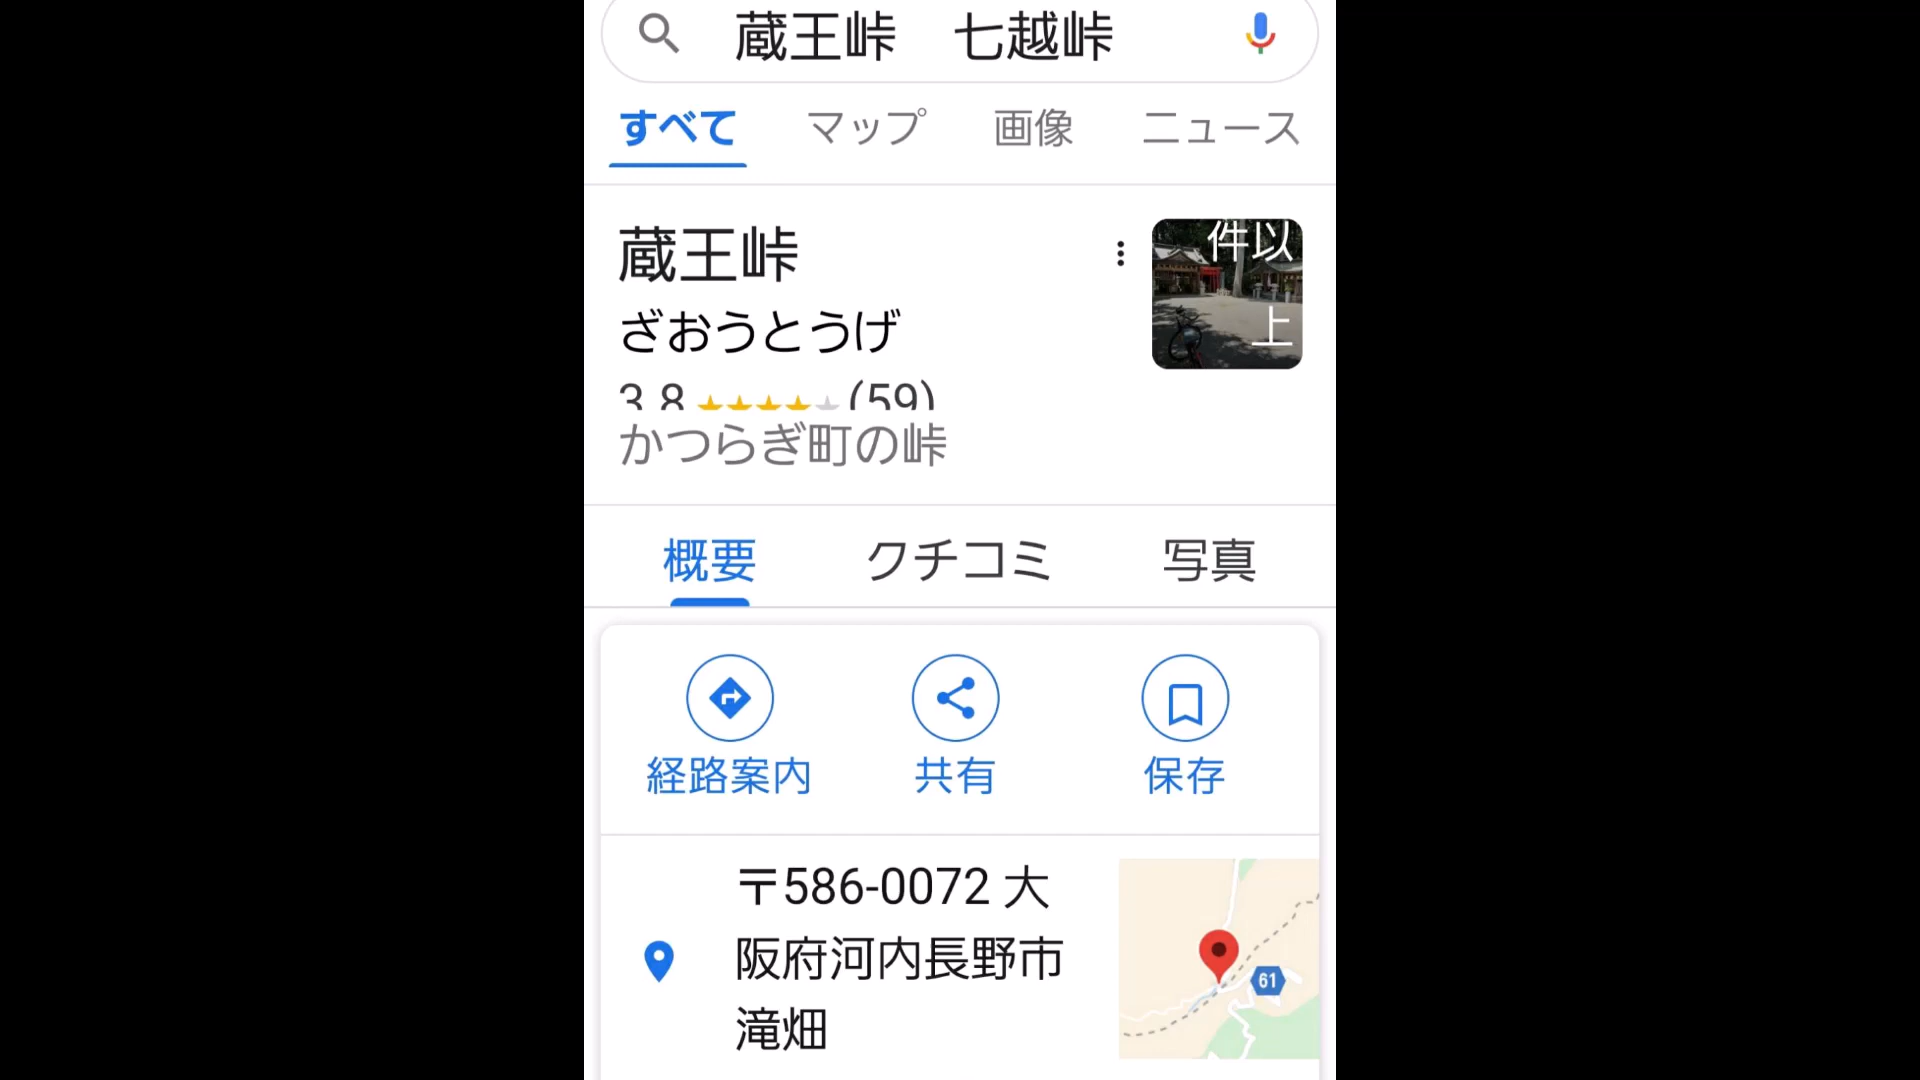 蔵王峠　七越峠
すべて マップ 画像 ニュース
蔵王峠
件以
上
ざおうとうげ
3.8 (59)
かつらぎ町の峠
概要 クチコミ 写真
経路案内 共有 保存
〒586-0072 大
阪府河内長野市
滝畑
61